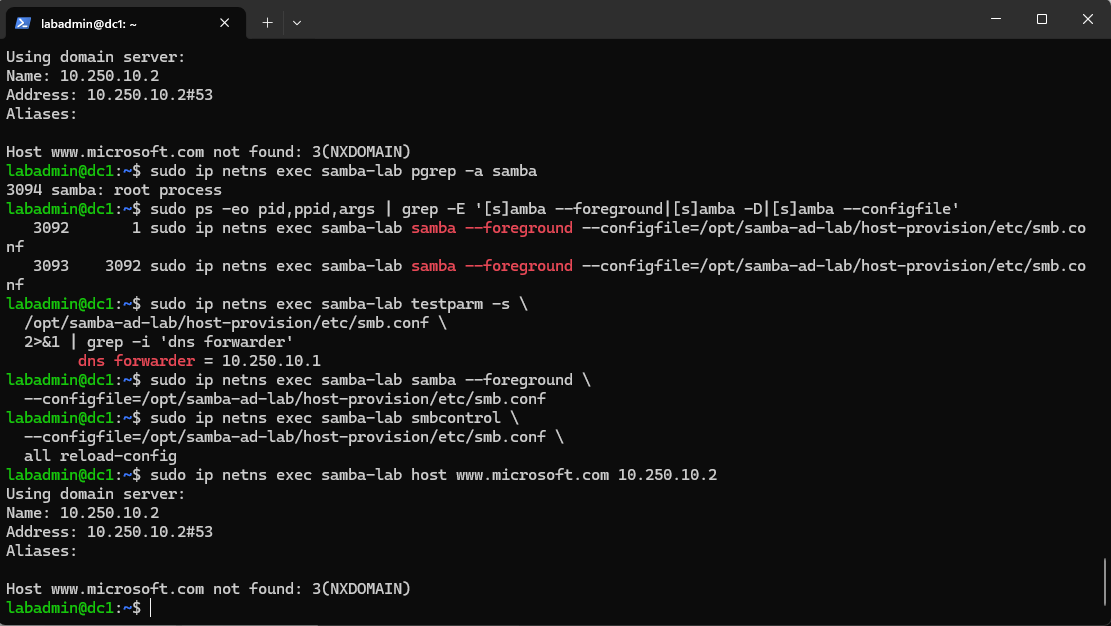 labadmin@dc1: ~
Using domain server:
Name: 10.250.10.2
Address: 10.250.10.2#53
Aliases:
Host www.microsoft.com not found: 3(NXDOMAIN)
labadmin@dc1:~$ sudo ip netns exec samba-lab pgrep -a samba
3094 samba: root process
labadmin@dc1:~$ sudo ps -eo pid,ppid,args | grep -E '[s]amba --foreground|[s]amba -D|[s]amba --configfile'
3092 1 sudo ip netns exec samba-lab samba --foreground --configfile=/opt/samba-ad-lab/host-provision/etc/smb.co
nf
3093 3092 sudo ip netns exec samba-lab samba --foreground --configfile=/opt/samba-ad-lab/host-provision/etc/smb.co
nf
labadmin@dc1:~$ sudo ip netns exec samba-lab testparm -s \
/opt/samba-ad-lab/host-provision/etc/smb.conf \
2>&1 | grep -i 'dns forwarder'
dns forwarder = 10.250.10.1
labadmin@dc1:~$ sudo ip netns exec samba-lab samba --foreground \
--configfile=/opt/samba-ad-lab/host-provision/etc/smb.conf
labadmin@dc1:~$ sudo ip netns exec samba-lab smbcontrol \
--configfile=/opt/samba-ad-lab/host-provision/etc/smb.conf \
all reload-config
labadmin@dc1:~$ sudo ip netns exec samba-lab host www.microsoft.com 10.250.10.2
Using domain server:
Name: 10.250.10.2
Address: 10.250.10.2#53
Aliases:
Host www.microsoft.com not found: 3(NXDOMAIN)
labadmin@dc1:~$